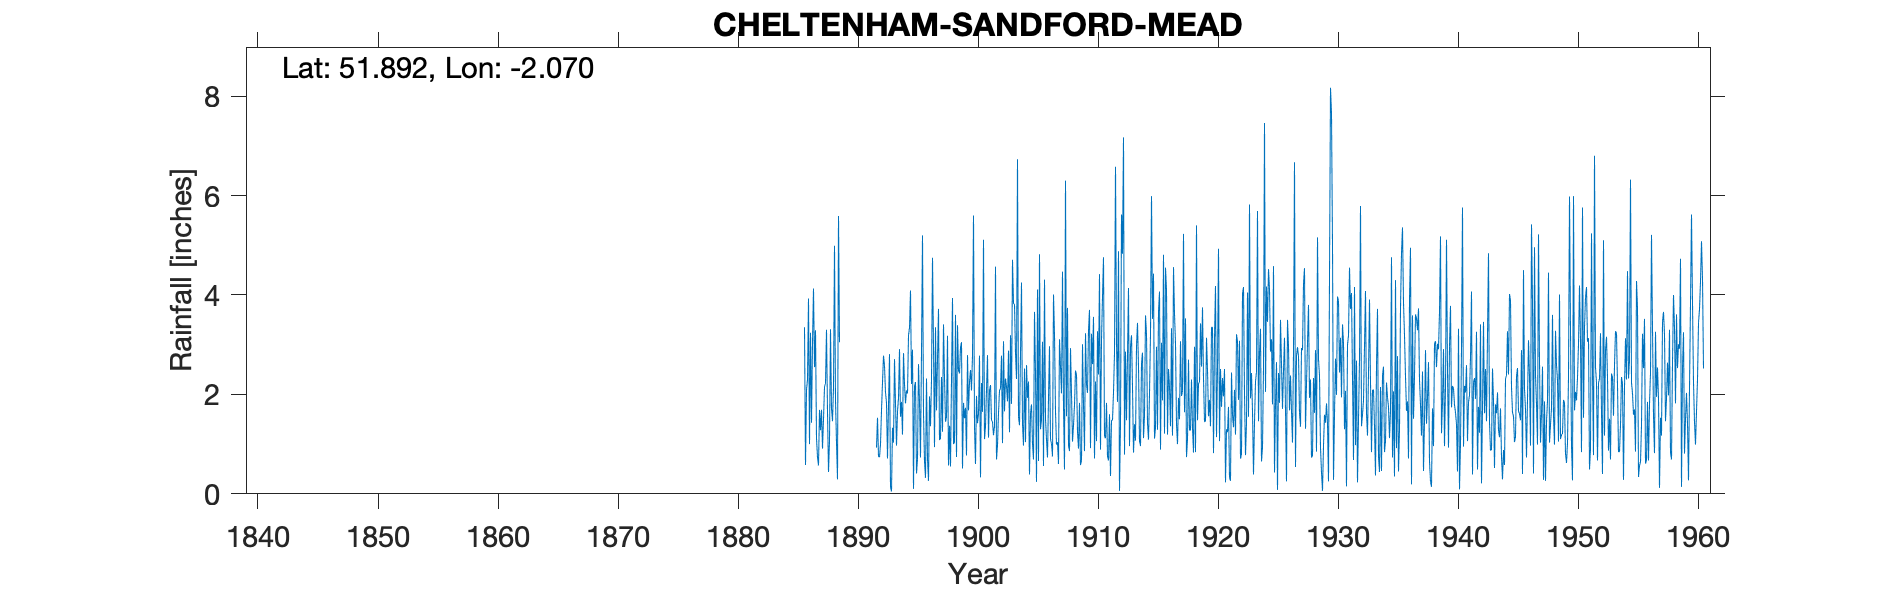 CHELTENHAM-SANDFORD-MEAD
Lat: 51.892, Lon: -2.070
Rainfall [inches]
8
6
4
2
0
1840 1850 1860 1870 1880 1890 1900 1910 1920 1930 1940 1950 1960
Year